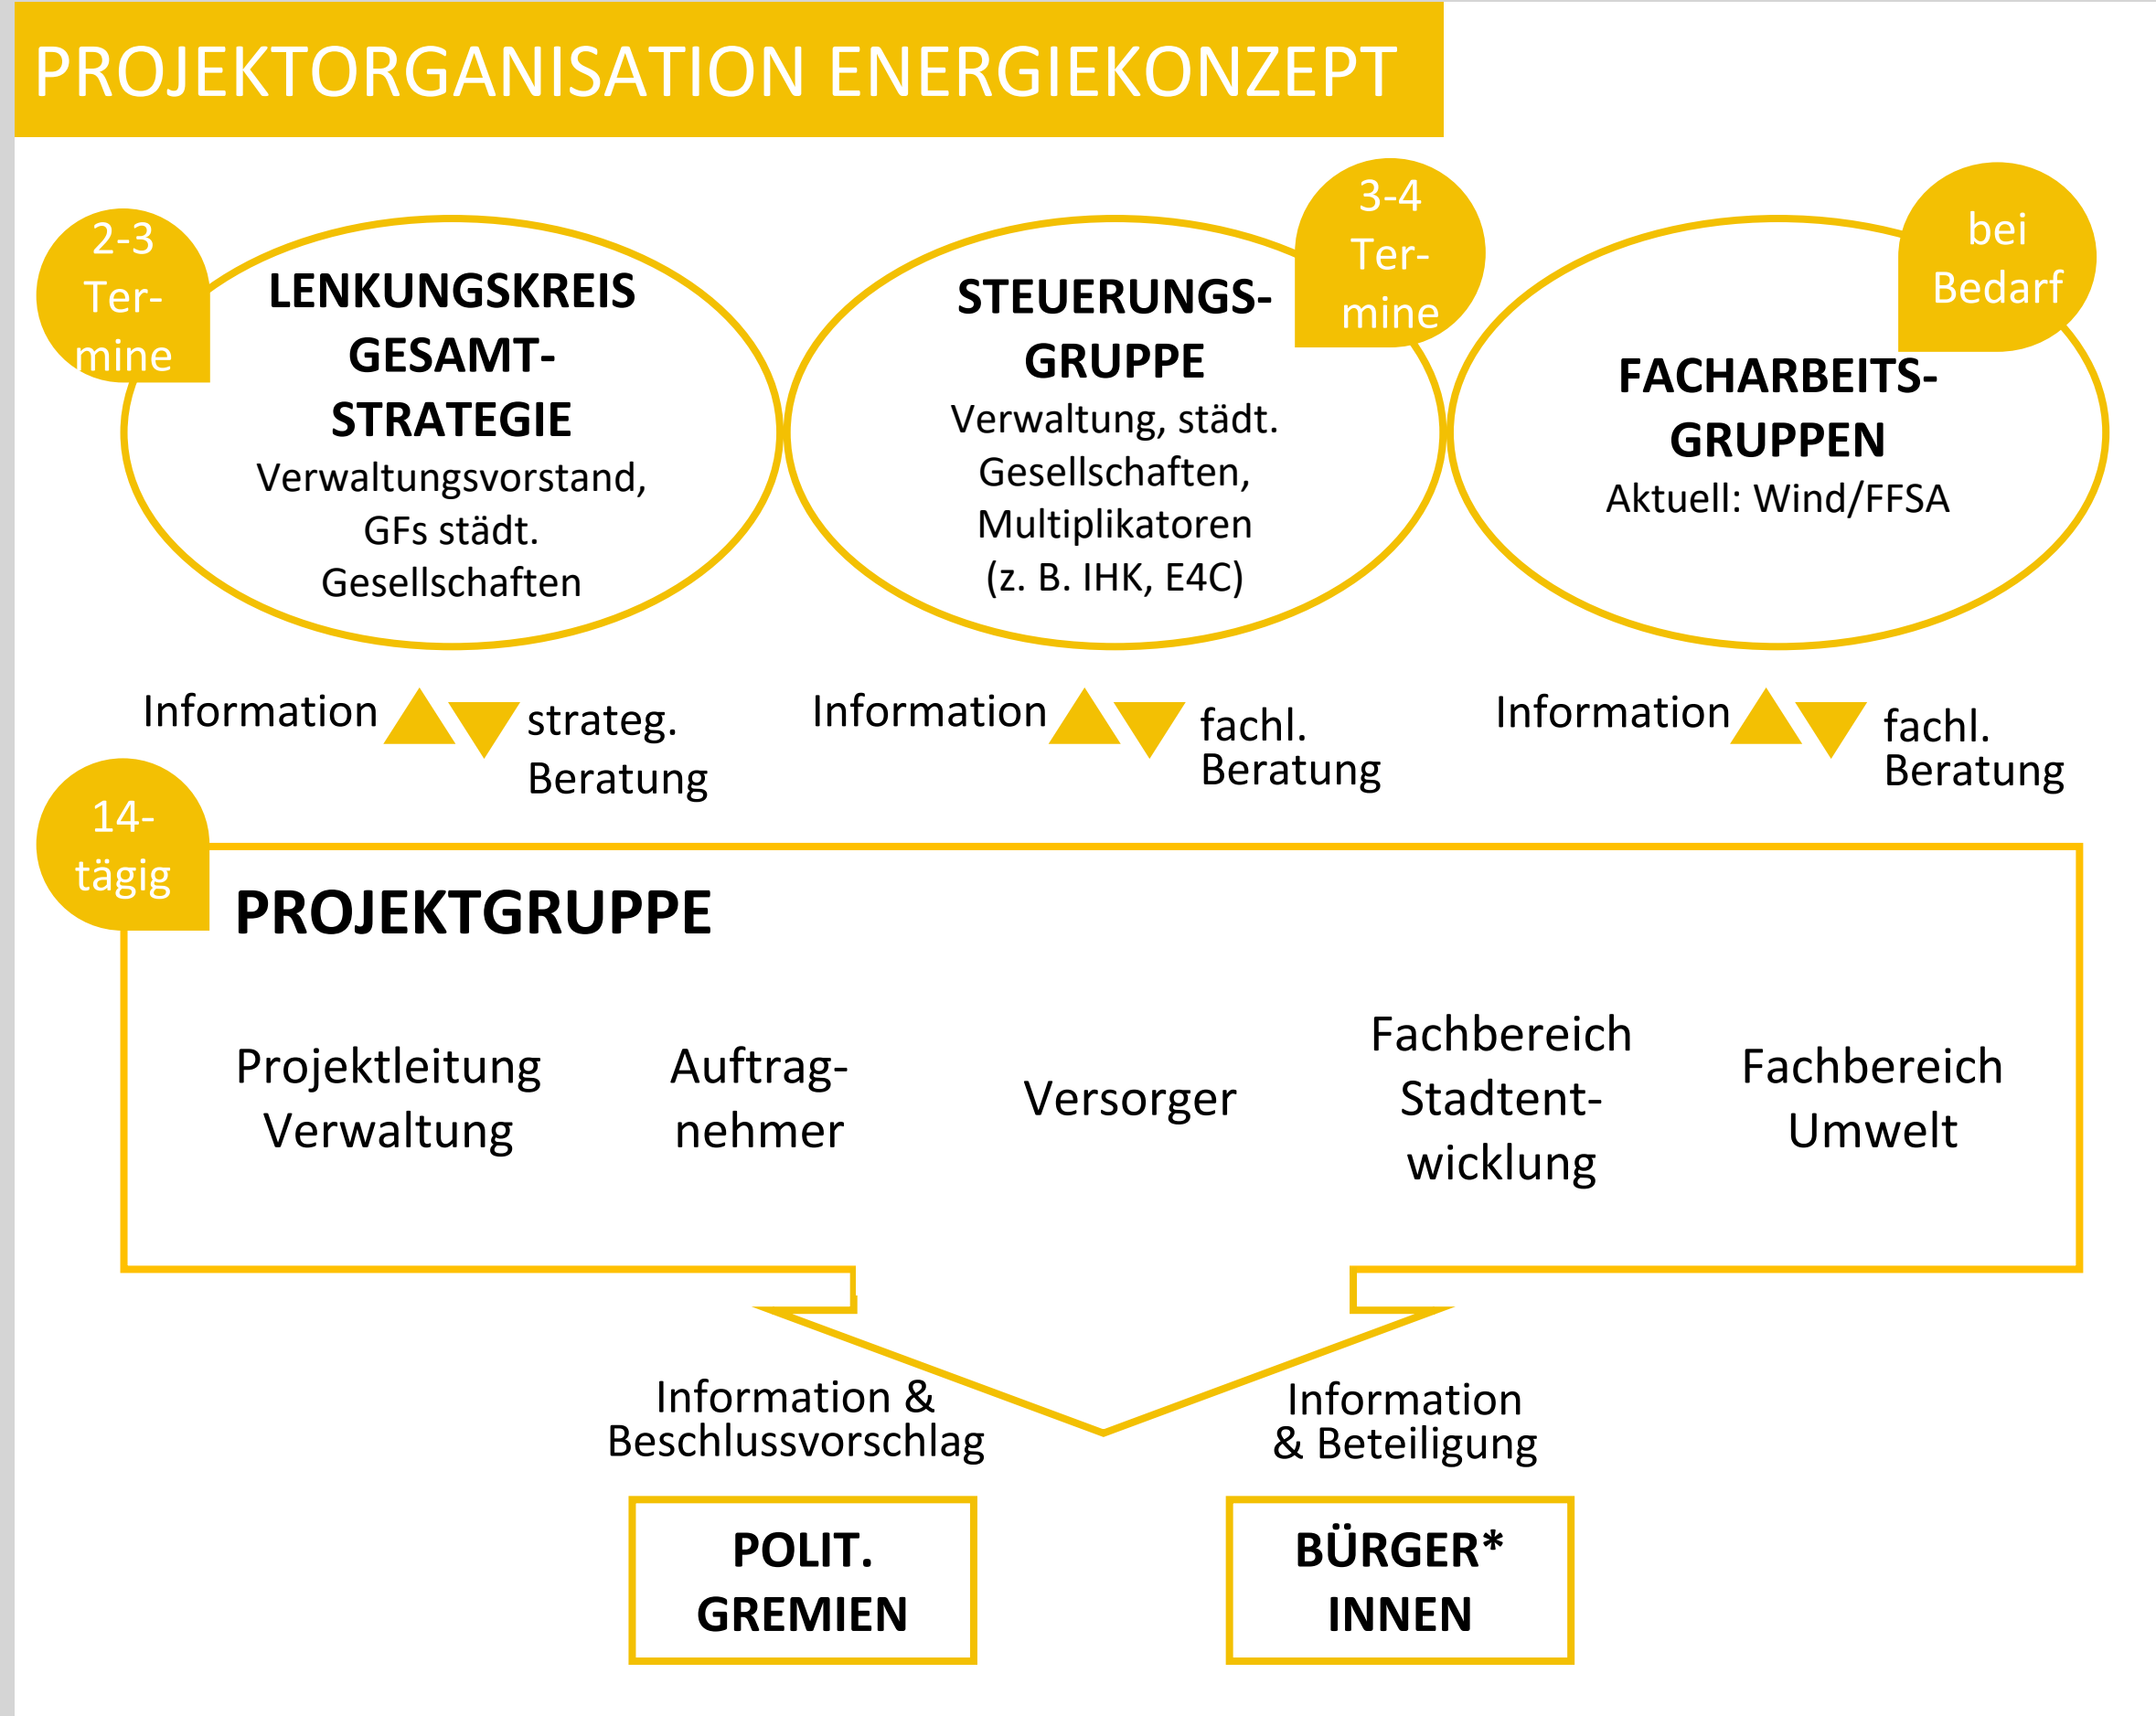 PROJEKTORGANISATION ENERGIEKONZEPT
2-3
Ter-
mine
LENKUNGSKREIS
GESAMT-
STRATEGIE
Verwaltungsvorstand,
GFs städt.
Gesellschaften
3-4
Ter-
mine
STEUERUNGS-
GRUPPE
Verwaltung, städt.
Gesellschaften,
Multiplikatoren
(z. B. IHK, E4C)
bei
Bedarf
FACHARBEITS-
GRUPPEN
Aktuell: Wind/FFSA
Information
strateg.
Beratung
Information
fachl.
Beratung
Information
fachl.
Beratung
14-
tägig
PROJEKTGRUPPE
Projektleitung
Verwaltung
Auftrag-
nehmer
Versorger
Fachbereich
Stadtent-
wicklung
Fachbereich
Umwelt
Information &
Beschlussvorschlag
Information
& Beteiligung
POLIT.
GREMIEN
BÜRGER*
INNEN